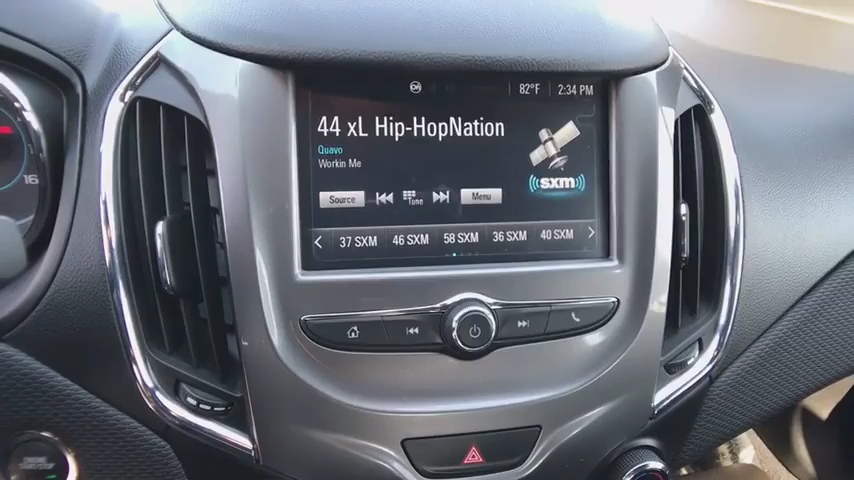 82°F 2:34 PM
44 xL Hip-HopNation
Quavo
Workin Me
sxm
Source Tune Menu
37 SXM 46 SXM 58 SXM 36 SXM 40 SXM
16